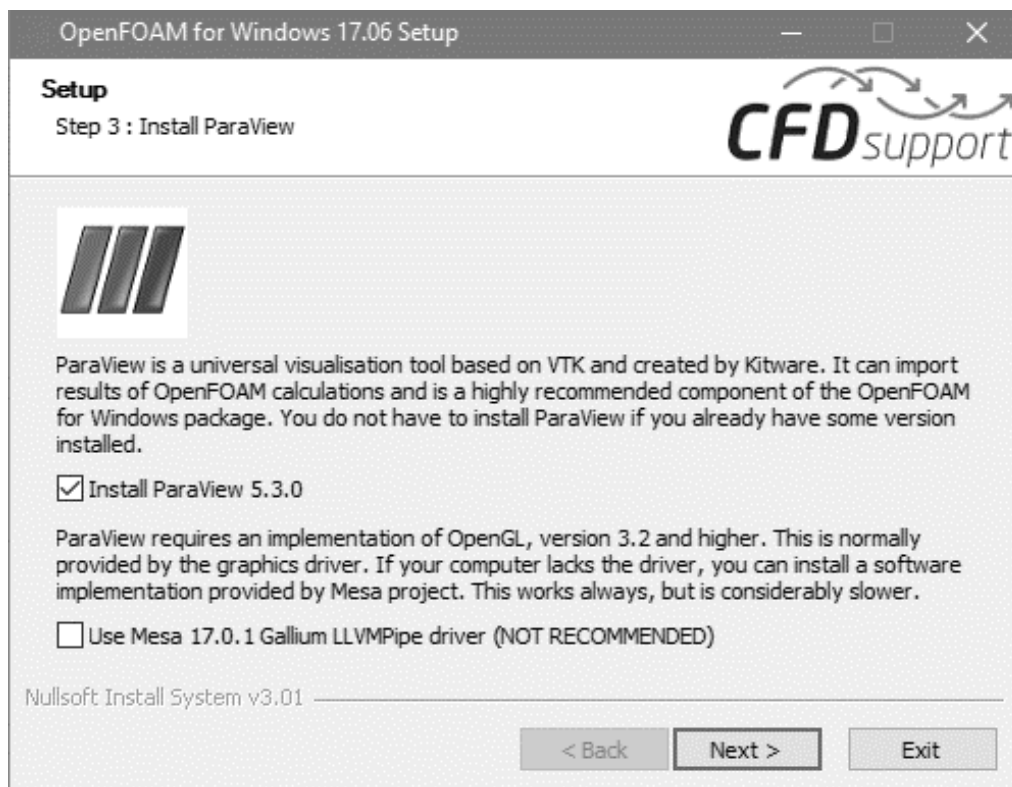 OpenFOAM for Windows 17.06 Setup
Setup
Step 3 : Install ParaView
CFD support
ParaView is a universal visualisation tool based on VTK and created by Kitware. It can import
results of OpenFOAM calculations and is a highly recommended component of the OpenFOAM
for Windows package. You do not have to install ParaView if you already have some version
installed.
Install ParaView 5.3.0
ParaView requires an implementation of OpenGL, version 3.2 and higher. This is normally
provided by the graphics driver. If your computer lacks the driver, you can install a software
implementation provided by Mesa project. This works always, but is considerably slower.
Use Mesa 17.0.1 Gallium LLVMPipe driver (NOT RECOMMENDED)
Nullsoft Install System v3.01
< Back Next > Exit